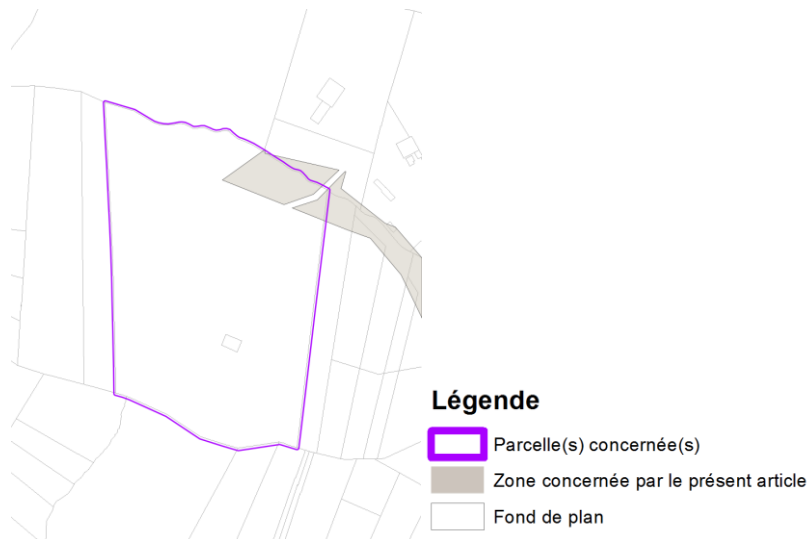 Légende
Parcelle(s) concernée(s)
Zone concernée par le présent article
Fond de plan